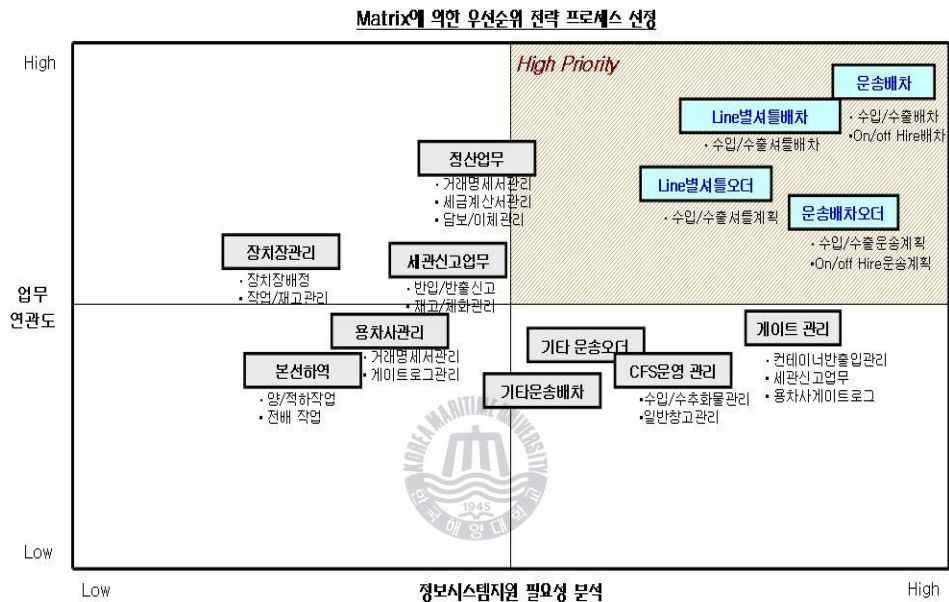 Matrix에 의한 우선순위 전략 프로세스 선정
High
High Priority
운송배차
· 수입/수출배차
•On/off Hire배차
Line별셔틀배차
· 수입/수출셔틀배차
정산업무
· 거래명세서관리
· 세금계산서관리
· 담보/이체관리
Line별셔틀오더
· 수입/수출셔틀계획
운송배차오더
· 수입/수출운송계획
•On/off Hire운송계획
장치장관리
· 장치장배정
▪ 작업/재고관리
세관신고업무
· 반입/반출신고
▪ 재고/체화관리
업무
연관도
용차사관리
· 거래명세서관리
▪ 게이트로그관리
본선하역
· 양/적하작업
▪ 전배 작업
기타 운송오더
기타운송배차
CFS운영 관리
▪수입/수추화물관리
▪일반창고관리
게이트 관리
▪ 컨테이너반출입관리
▪ 세관신고업무
▪ 용차사게이트로그
KOREA MARITIME UNIVERSITY
1945
한국해양대학교
Low
Low
정보시스템지원 필요성 분석
High